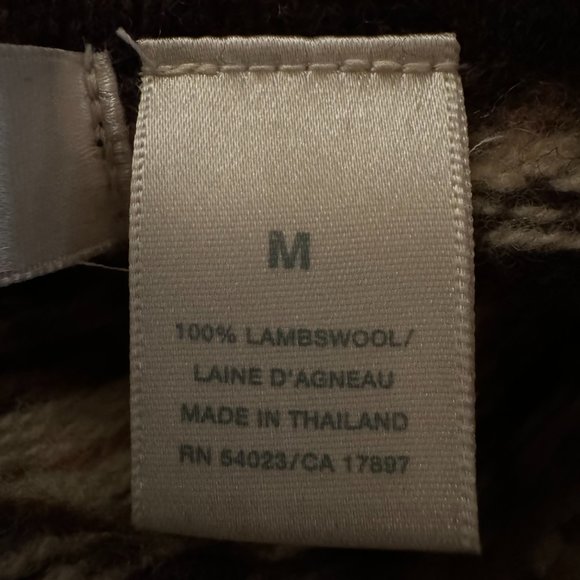 M
100% LAMBSWOOL/
LAINE D'AGNEAU
MADE IN THAILAND
RN 54023/CA 17897